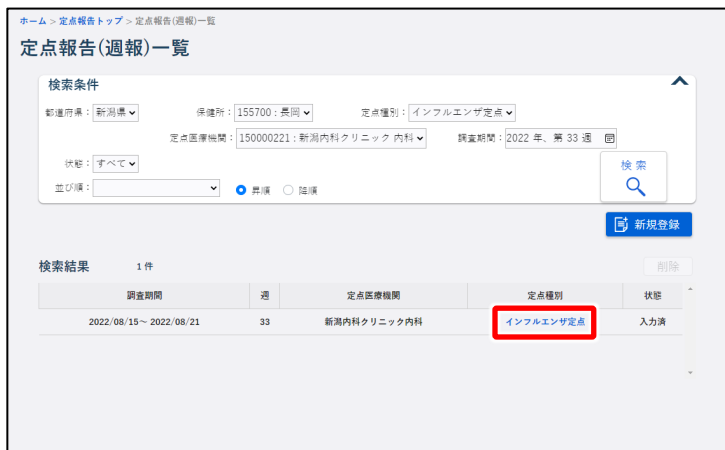 ホーム > 定点報告トップ > 定点報告(週報)一覧
定点報告(週報)一覧
検索条件
都道府県： 新潟県 保健所： 155700：長岡 定点種別： インフルエンザ定点
定点医療機関： 150000221：新潟内科クリニック 内科 調査期間： 2022 年、第 33 週
状態： すべて
並び順： 昇順 降順
検索
新規登録
検索結果 1 件 削除
調査期間 週 定点医療機関 定点種別 状態
2022/08/15～ 2022/08/21 33 新潟内科クリニック内科 インフルエンザ定点 入力済